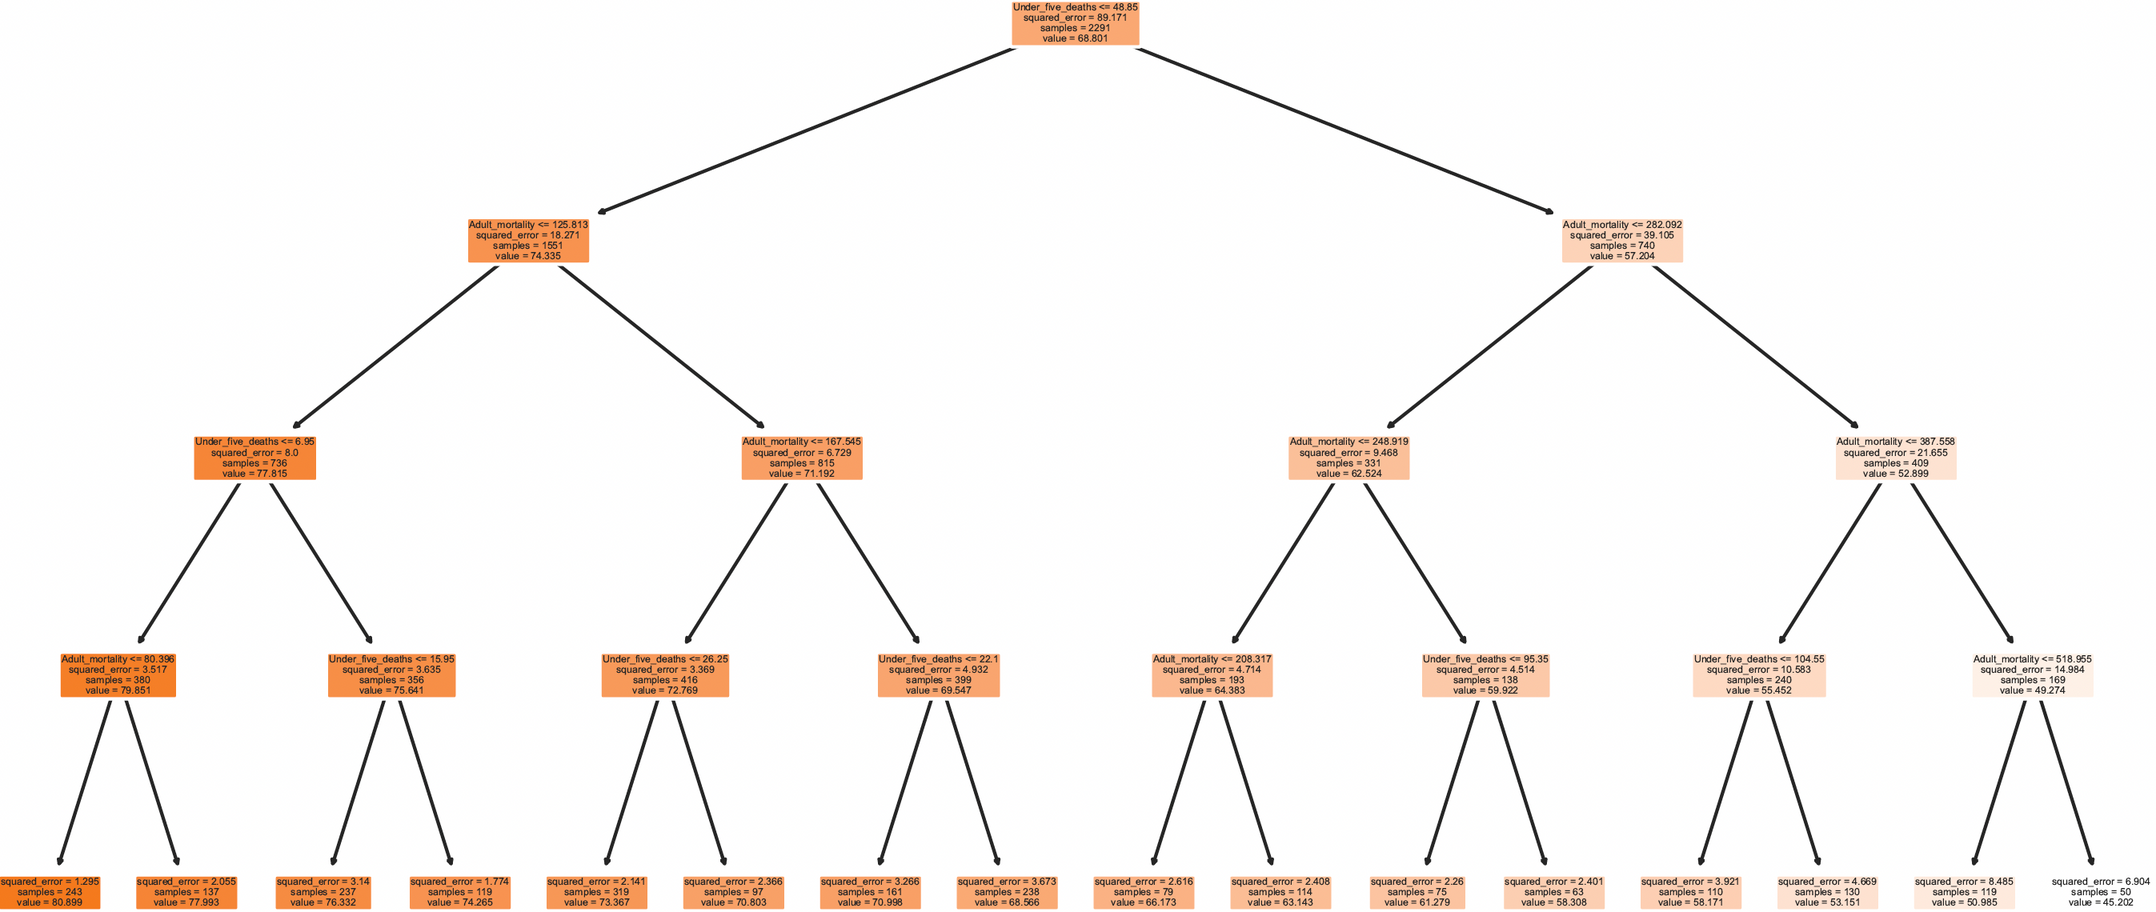 Under_five_deaths <= 48.85
squared_error = 89.171
samples = 2291
value = 68.801
Adult_mortality <= 125.813
squared_error = 18.271
samples = 1551
value = 74.335
Adult_mortality <= 282.092
squared_error = 39.105
samples = 740
value = 57.204
Under_five_deaths <= 6.95
squared_error = 8.0
samples = 736
value = 77.815
Adult_mortality <= 167.545
squared_error = 6.729
samples = 815
value = 71.192
Adult_mortality <= 248.919
squared_error = 9.468
samples = 331
value = 62.524
Adult_mortality <= 387.558
squared_error = 21.655
samples = 409
value = 52.899
Adult_mortality <= 80.396
squared_error = 3.517
samples = 380
value = 79.851
Under_five_deaths <= 15.95
squared_error = 3.635
samples = 356
value = 75.641
Under_five_deaths <= 26.25
squared_error = 3.369
samples = 416
value = 72.769
Under_five_deaths <= 22.1
squared_error = 4.932
samples = 399
value = 69.547
Adult_mortality <= 208.317
squared_error = 4.714
samples = 193
value = 64.383
Under_five_deaths <= 95.35
squared_error = 4.514
samples = 138
value = 59.922
Under_five_deaths <= 104.55
squared_error = 10.583
samples = 240
value = 55.452
Adult_mortality <= 518.955
squared_error = 14.984
samples = 169
value = 49.274
squared_error = 1.295
samples = 243
value = 80.899
squared_error = 2.055
samples = 137
value = 77.993
squared_error = 3.14
samples = 237
value = 76.332
squared_error = 1.774
samples = 119
value = 74.265
squared_error = 2.141
samples = 319
value = 73.367
squared_error = 2.366
samples = 97
value = 70.803
squared_error = 3.266
samples = 161
value = 70.998
squared_error = 3.673
samples = 238
value = 68.566
squared_error = 2.616
samples = 79
value = 66.173
squared_error = 2.408
samples = 114
value = 63.143
squared_error = 2.26
samples = 75
value = 61.279
squared_error = 2.401
samples = 63
value = 58.308
squared_error = 3.921
samples = 110
value = 58.171
squared_error = 4.669
samples = 130
value = 53.151
squared_error = 8.485
samples = 119
value = 50.985
squared_error = 6.904
samples = 50
value = 45.202